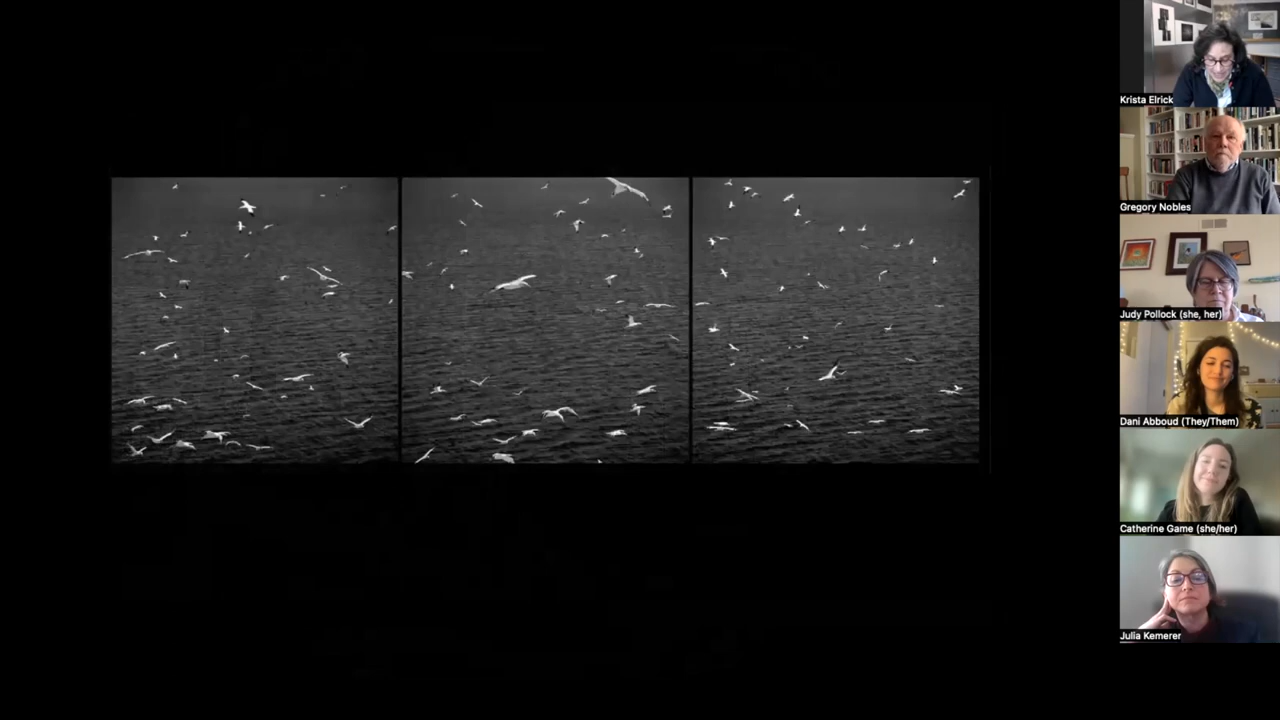 Krista Elrick
Gregory Nobles
Judy Pollock (she, her)
Dani Abboud (They/Them)
Catherine Game (she/her)
Julia Kemerer